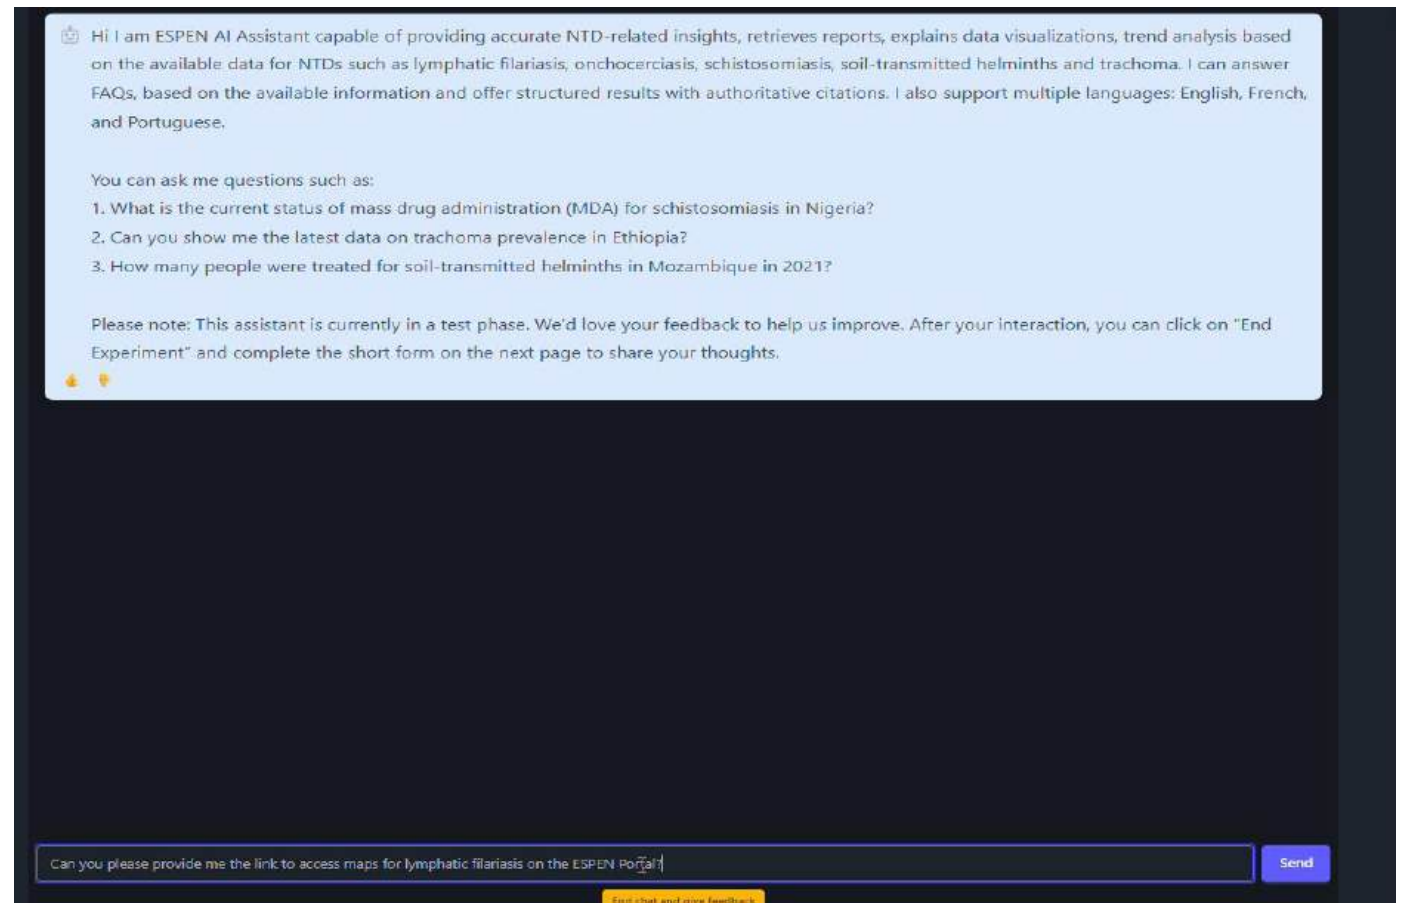 Hi I am ESPEN AI Assistant capable of providing accurate NTD-related insights, retrieves reports, explains data visualizations, trend analysis based
on the available data for NTDs such as lymphatic filariasis, onchocerciasis, schistosomiasis, soil-transmitted helminths and trachoma. I can answer
FAQs, based on the available information and offer structured results with authoritative citations. I also support multiple languages: English, French,
and Portuguese.
You can ask me questions such as:
1. What is the current status of mass drug administration (MDA) for schistosomiasis in Nigeria?
2. Can you show me the latest data on trachoma prevalence in Ethiopia?
3. How many people were treated for soil-transmitted helminths in Mozambique in 2021?
Please note: This assistant is currently in a test phase. We'd love your feedback to help us improve. After your interaction, you can click on "End
Experiment" and complete the short form on the next page to share your thoughts.
Can you please provide me the link to access maps for lymphatic filariasis on the ESPEN Portal?
Send
End chat and give feedback